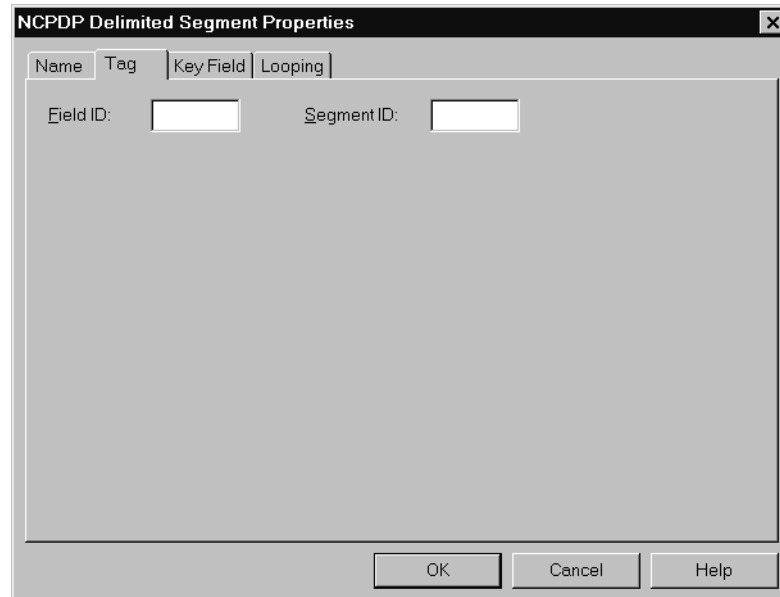 NCPDP Delimited Segment Properties
Name Tag Key Field Looping
Field ID: Segment ID:
OK Cancel Help